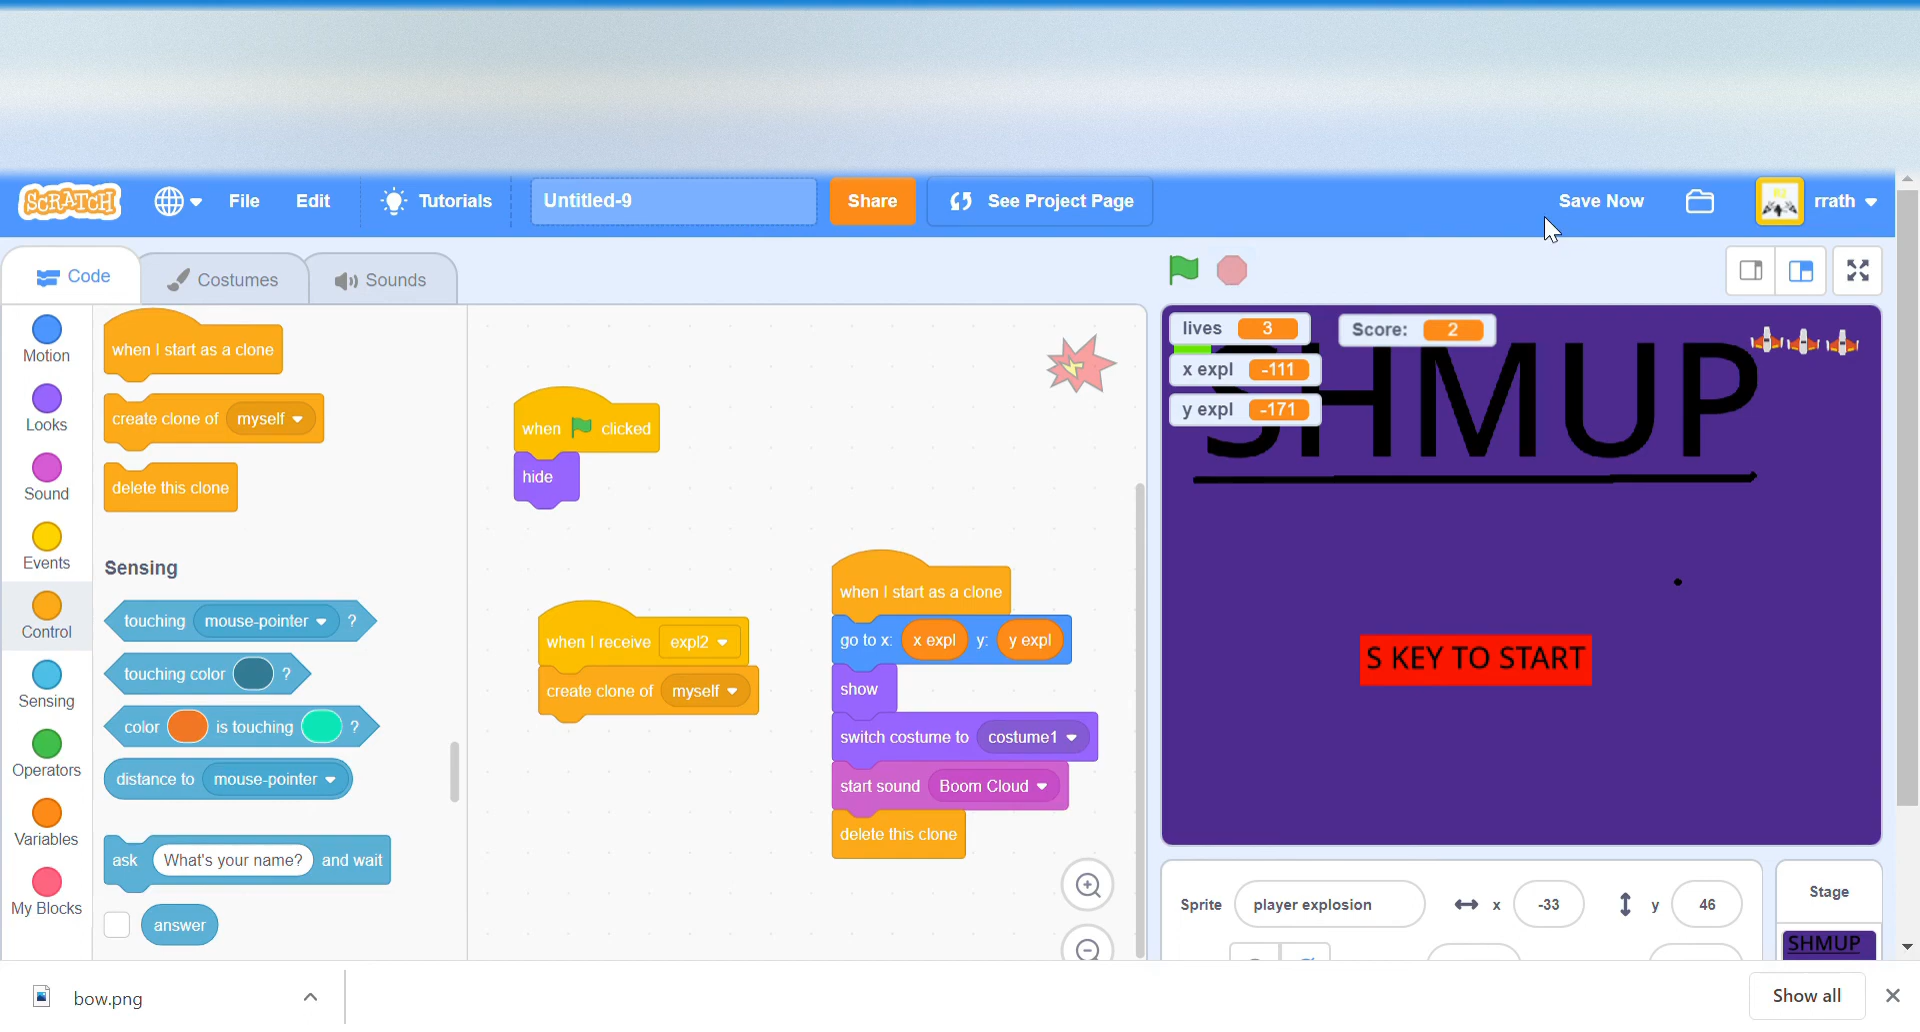 SCRATCH File Edit Tutorials Untitled-9 Share See Project Page Save Now rrath
Code Costumes Sounds
Motion
Looks
Sound
Events
Control
Sensing
Operators
Variables
My Blocks
when I start as a clone
create clone of myself
delete this clone
Sensing
touching mouse-pointer ?
touching color ?
color is touching ?
distance to mouse-pointer
ask What's your name? and wait
answer
when clicked
hide
when I receive expl2
create clone of myself
when I start as a clone
go to x: x expl y: y expl
show
switch costume to costume1
start sound Boom Cloud
delete this clone
lives 3 Score: 2
x expl -111
y expl -171
SHMUP
S KEY TO START
Sprite player explosion x -33 y 46
Stage
SHMUP
bow.png Show all